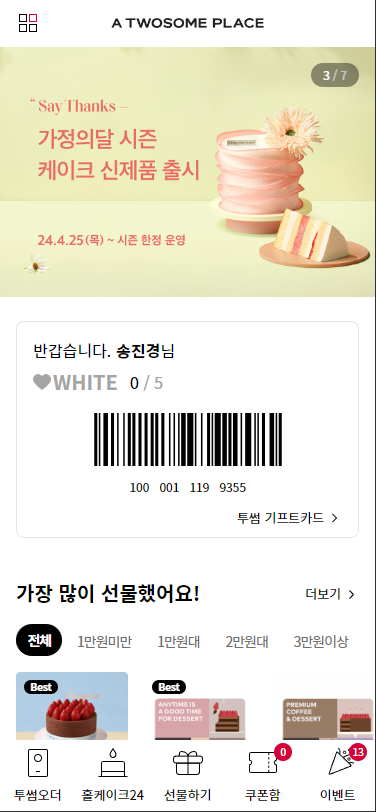 A TWOSOME PLACE
3 / 7
“ Say Thanks –
가정의달 시즌
케이크 신제품 출시
24.4.25(목) ~ 시즌 한정 운영
반갑습니다. 송진경님
WHITE 0 / 5
100 001 119 9355
투썸 기프트카드 >
가장 많이 선물했어요! 더보기 >
전체 1만원미만 1만원대 2만원대 3만원이상
Best Best
ANYTIME IS
A GOOD TIME
FOR DESSERT
PREMIUM
COFFEE
& DESSERT
0 13
투썸오더 홀케이크24 선물하기 쿠폰함 이벤트